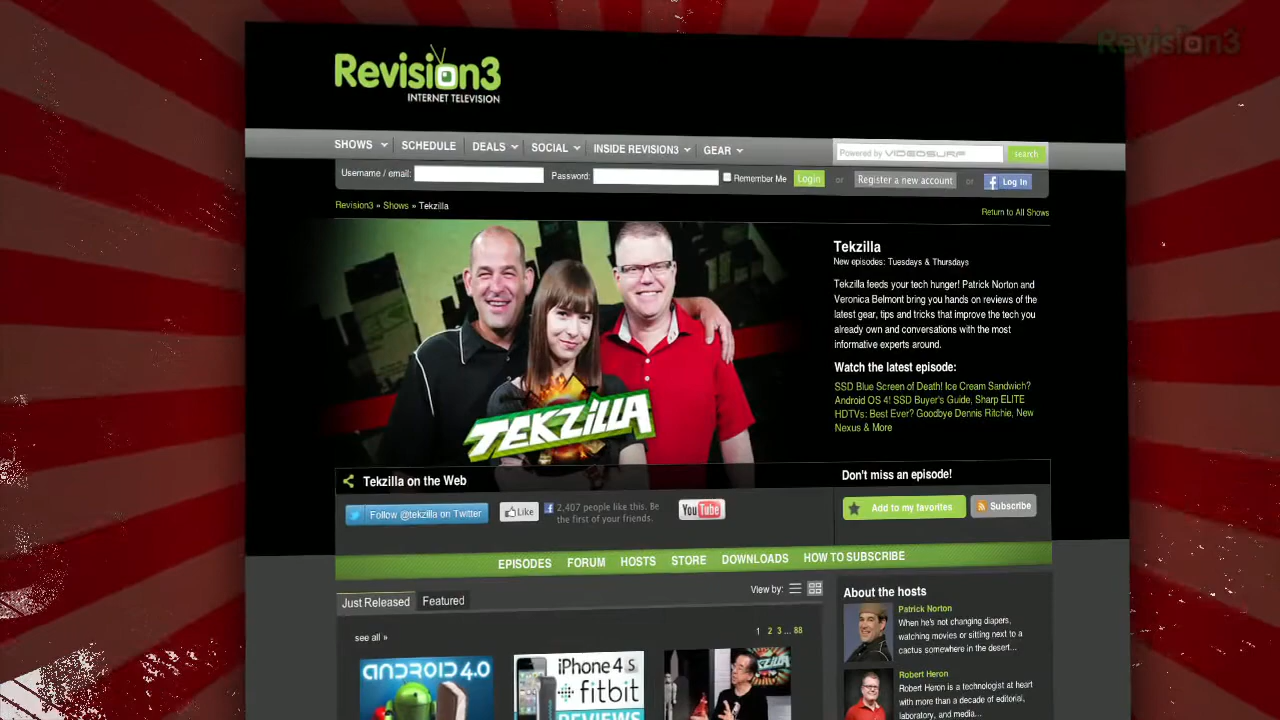 Revision3
Revision3
INTERNET TELEVISION
SHOWS SCHEDULE DEALS SOCIAL INSIDE REVISION3 GEAR
Powered by VIDEOSURF search
Username / email: Password: Remember Me Login or Register a new account or f Log In
Revision3 » Shows » Tekzilla
Return to All Shows
Tekzilla
New episodes: Tuesdays & Thursdays
Tekzilla feeds your tech hunger! Patrick Norton and
Veronica Belmont bring you hands on reviews of the
latest gear, tips and tricks that improve the tech you
already own and conversations with the most
informative experts around.
Watch the latest episode:
SSD Blue Screen of Death! Ice Cream Sandwich?
Android OS 4! SSD Buyer's Guide, Sharp ELITE
HDTVs: Best Ever? Goodbye Dennis Ritchie, New
Nexus & More
TEKZILLA
Tekzilla on the Web
Don't miss an episode!
Follow @tekzilla on Twitter
Like
f 2,407 people like this. Be
the first of your friends.
YouTube
Add to my favorites
Subscribe
EPISODES FORUM HOSTS STORE DOWNLOADS HOW TO SUBSCRIBE
Just Released Featured
View by:
see all »
1 2 3 ... 88
ANDROID 4.0
iPhone 4S
fitbit
REVIEWS
TEKZILLA
About the hosts
Patrick Norton
When he's not changing diapers,
watching movies or sitting next to a
cactus somewhere in the desert...
Robert Heron
Robert Heron is a technologist at heart
with more than a decade of editorial,
laboratory, and media...